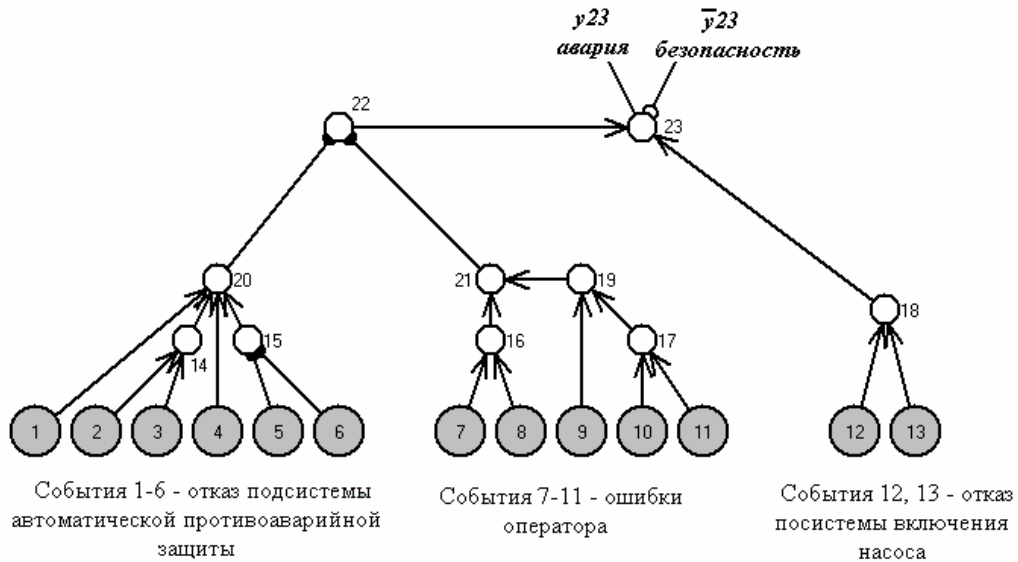 y23
авария
y̅23
безопасность
22
23
20
21
19
18
14
15
16
17
1
2
3
4
5
6
7
8
9
10
11
12
13
События 1-6 - отказ подсистемы
автоматической противоаварийной
защиты
События 7-11 - ошибки
оператора
События 12, 13 - отказ
посистемы включения
насоса